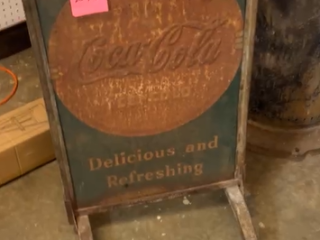 Coca-Cola
Delicious and
Refreshing